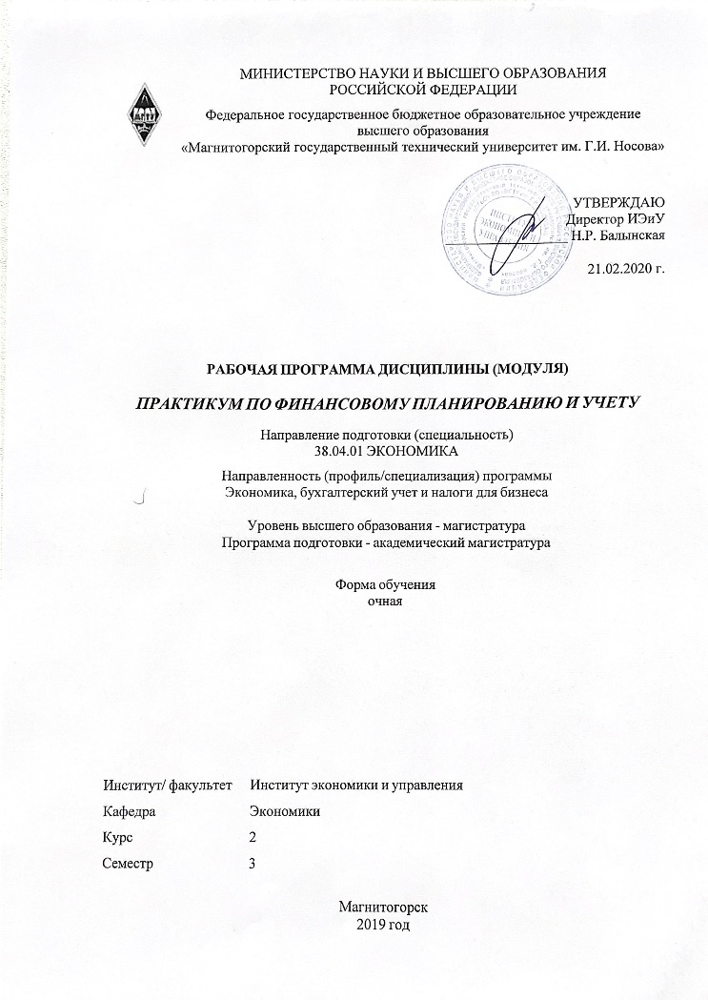 МИНИСТЕРСТВО НАУКИ И ВЫСШЕГО ОБРАЗОВАНИЯ
РОССИЙСКОЙ ФЕДЕРАЦИИ
Федеральное государственное бюджетное образовательное учреждение
высшего образования
«Магнитогорский государственный технический университет им. Г.И. Носова»
УТВЕРЖДАЮ
Директор ИЭиУ
Н.Р. Балынская
21.02.2020 г.
ИНСТИТУТ
ЭКОНОМИКИ И
УПРАВЛЕНИЯ
РАБОЧАЯ ПРОГРАММА ДИСЦИПЛИНЫ (МОДУЛЯ)
ПРАКТИКУМ ПО ФИНАНСОВОМУ ПЛАНИРОВАНИЮ И УЧЕТУ
Направление подготовки (специальность)
38.04.01 ЭКОНОМИКА
Направленность (профиль/специализация) программы
Экономика, бухгалтерский учет и налоги для бизнеса
Уровень высшего образования - магистратура
Программа подготовки - академический магистратура
Форма обучения
очная
Институт/ факультет Институт экономики и управления
Кафедра Экономики
Курс 2
Семестр 3
Магнитогорск
2019 год